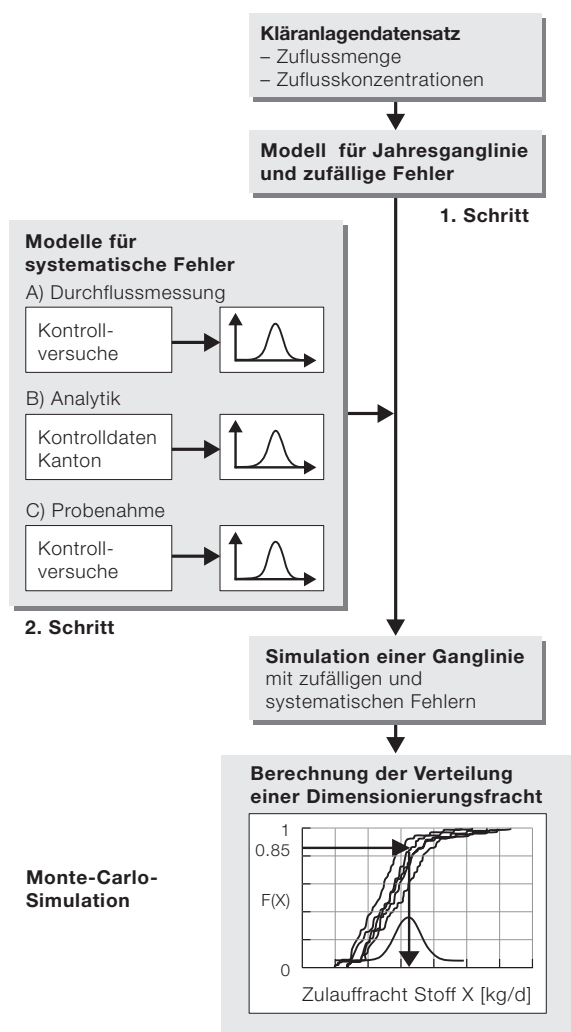 Kläranlagendatensatz
– Zuflussmenge
– Zuflusskonzentrationen
Modell für Jahresganglinie
und zufällige Fehler
1. Schritt
Modelle für
systematische Fehler
A) Durchflussmessung
Kontroll-
versuche
B) Analytik
Kontrolldaten
Kanton
C) Probenahme
Kontroll-
versuche
2. Schritt
Simulation einer Ganglinie
mit zufälligen und
systematischen Fehlern
Berechnung der Verteilung
einer Dimensionierungsfracht
Monte-Carlo-
Simulation
1
0.85
F(X)
0
Zulauffracht Stoff X [kg/d]